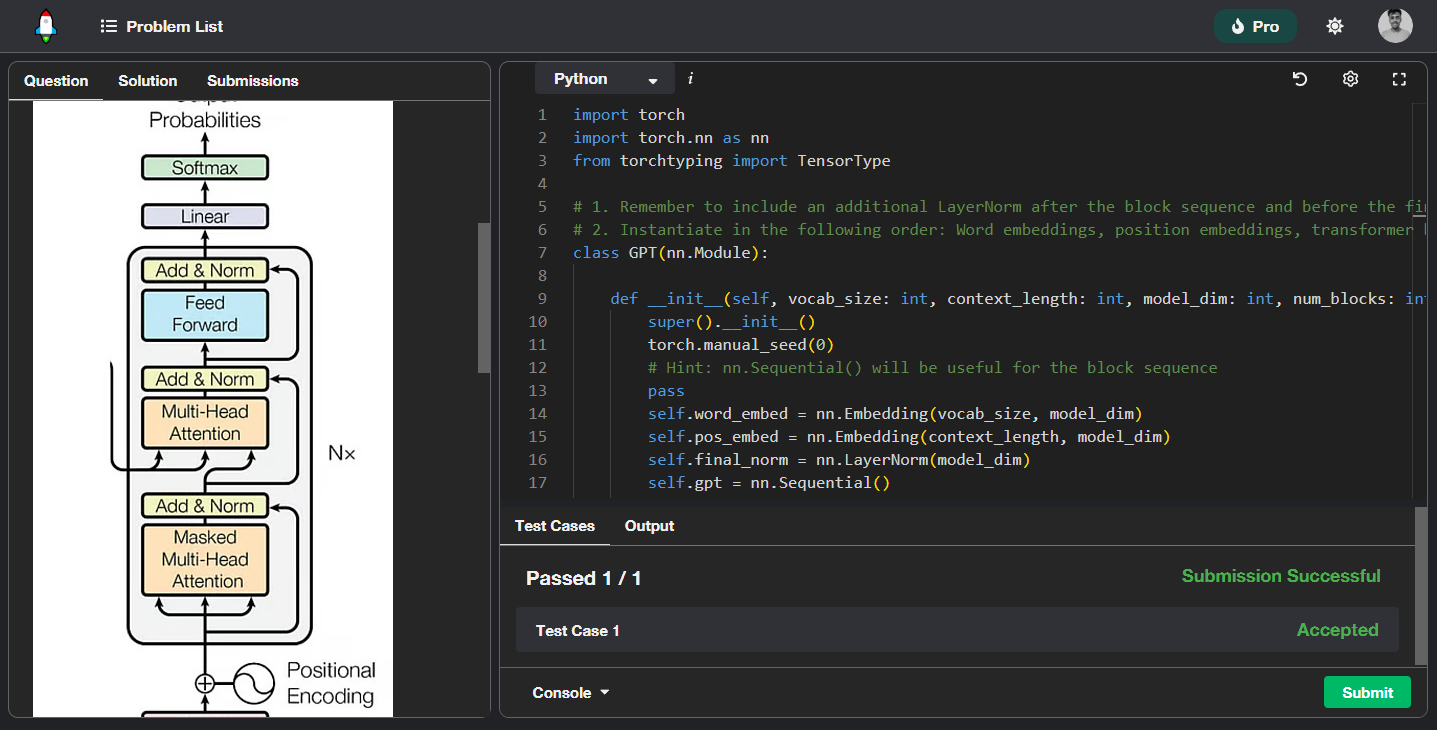 Problem List
Pro
Question Solution Submissions
Probabilities
Softmax
Linear
Add & Norm
Feed
Forward
Add & Norm
Multi-Head
Attention
Nx
Add & Norm
Masked
Multi-Head
Attention
Positional
Encoding
Python i
1 import torch
2 import torch.nn as nn
3 from torchtyping import TensorType
4
5 # 1. Remember to include an additional LayerNorm after the block sequence and before the
6 # 2. Instantiate in the following order: Word embeddings, position embeddings, transformer
7 class GPT(nn.Module):
8
9 def __init__(self, vocab_size: int, context_length: int, model_dim: int, num_blocks:
10 super().__init__()
11 torch.manual_seed(0)
12 # Hint: nn.Sequential() will be useful for the block sequence
13 pass
14 self.word_embed = nn.Embedding(vocab_size, model_dim)
15 self.pos_embed = nn.Embedding(context_length, model_dim)
16 self.final_norm = nn.LayerNorm(model_dim)
17 self.gpt = nn.Sequential()
Test Cases Output
Passed 1 / 1 Submission Successful
Test Case 1 Accepted
Console Submit